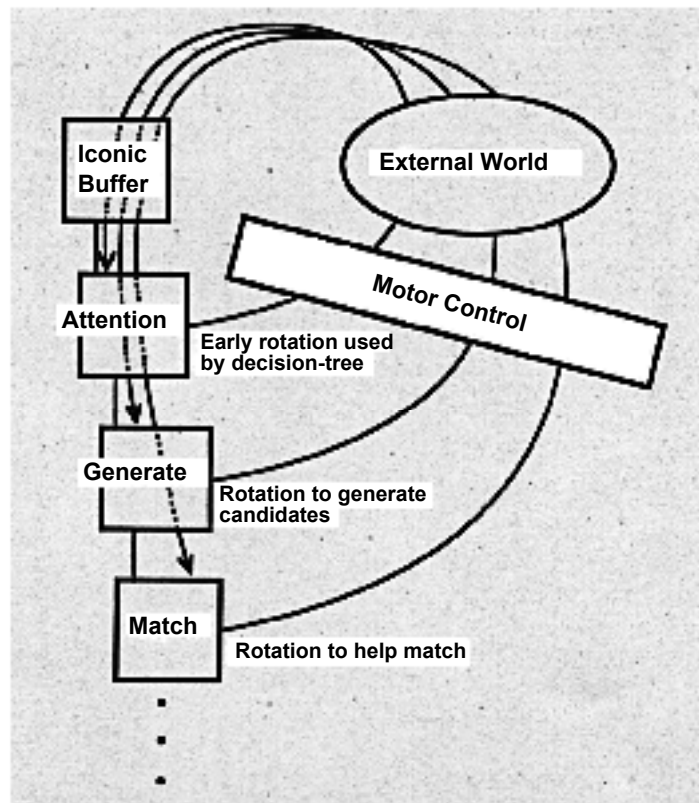 Iconic
Buffer
External World
Motor Control
Attention
Early rotation used
by decision-tree
Generate
Rotation to generate
candidates
Match
Rotation to help match